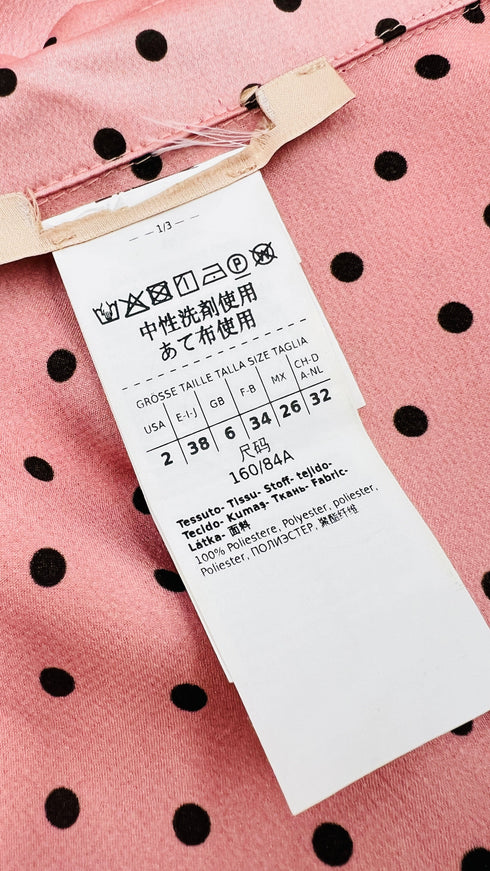 1/3
中性洗剤使用
あて布使用
GROSSE TAILLE TALLA SIZE TAGLIA
USA E-I-J GB F-B MX CH-D A-NL
2 38 6 34 26 32
尺码
160/84A
Tessuto- Tissu- Stoff- tejido-
Tecido- Kumaş- Ткань- Fabric-
Látka- 面料
100% Poliestere, Polyester, poliester,
Poliester, ПОЛИЭСТЕР, 聚酯纤维